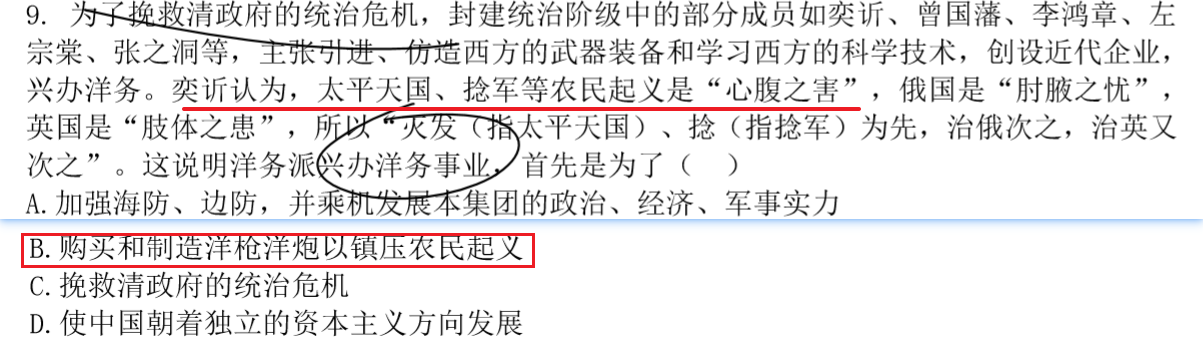 9. 为了挽救清政府的统治危机，封建统治阶级中的部分成员如奕䜣、曾国藩、李鸿章、左
宗棠、张之洞等，主张引进、仿造西方的武器装备和学习西方的科学技术，创设近代企业，
兴办洋务。奕䜣认为，太平天国、捻军等农民起义是“心腹之害”，俄国是“肘腋之忧”，
英国是“肢体之患”，所以“灭发（指太平天国）、捻（指捻军）为先，治俄次之，治英又
次之”。这说明洋务派兴办洋务事业，首先是为了（　）
A.加强海防、边防，并乘机发展本集团的政治、经济、军事实力
B.购买和制造洋枪洋炮以镇压农民起义
C.挽救清政府的统治危机
D.使中国朝着独立的资本主义方向发展